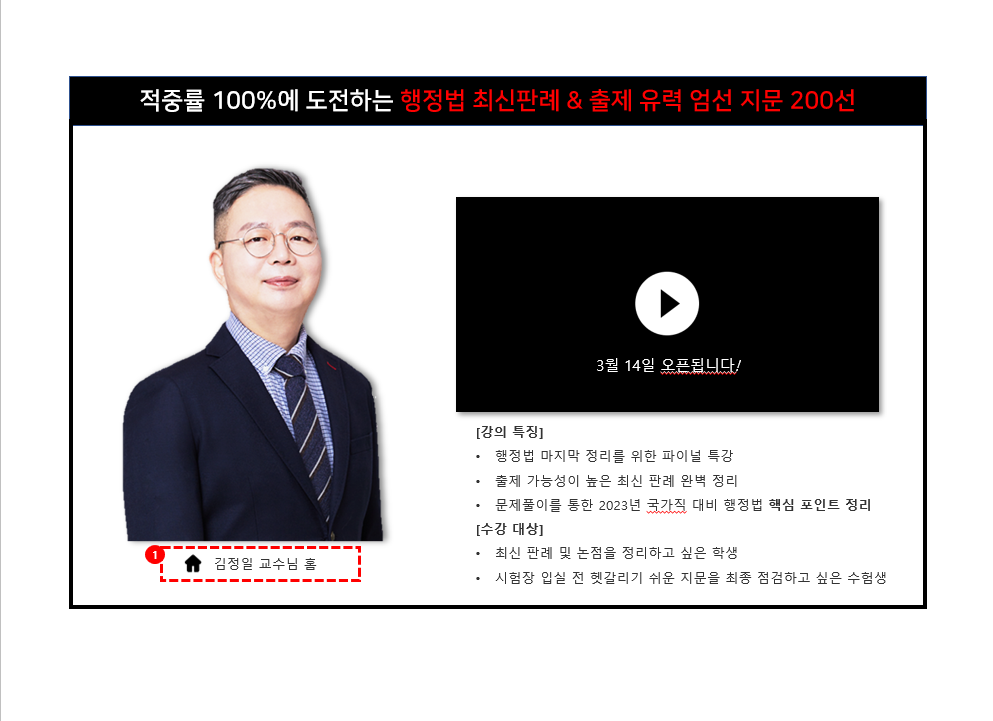 적중률 100%에 도전하는 행정법 최신판례 & 출제 유력 엄선 지문 200선
3월 14일 오픈됩니다!
[강의 특징]
• 행정법 마지막 정리를 위한 파이널 특강
• 출제 가능성이 높은 최신 판례 완벽 정리
• 문제풀이를 통한 2023년 국가직 대비 행정법 핵심 포인트 정리
[수강 대상]
• 최신 판례 및 논점을 정리하고 싶은 학생
• 시험장 입실 전 헷갈리기 쉬운 지문을 최종 점검하고 싶은 수험생
1
김정일 교수님 홈